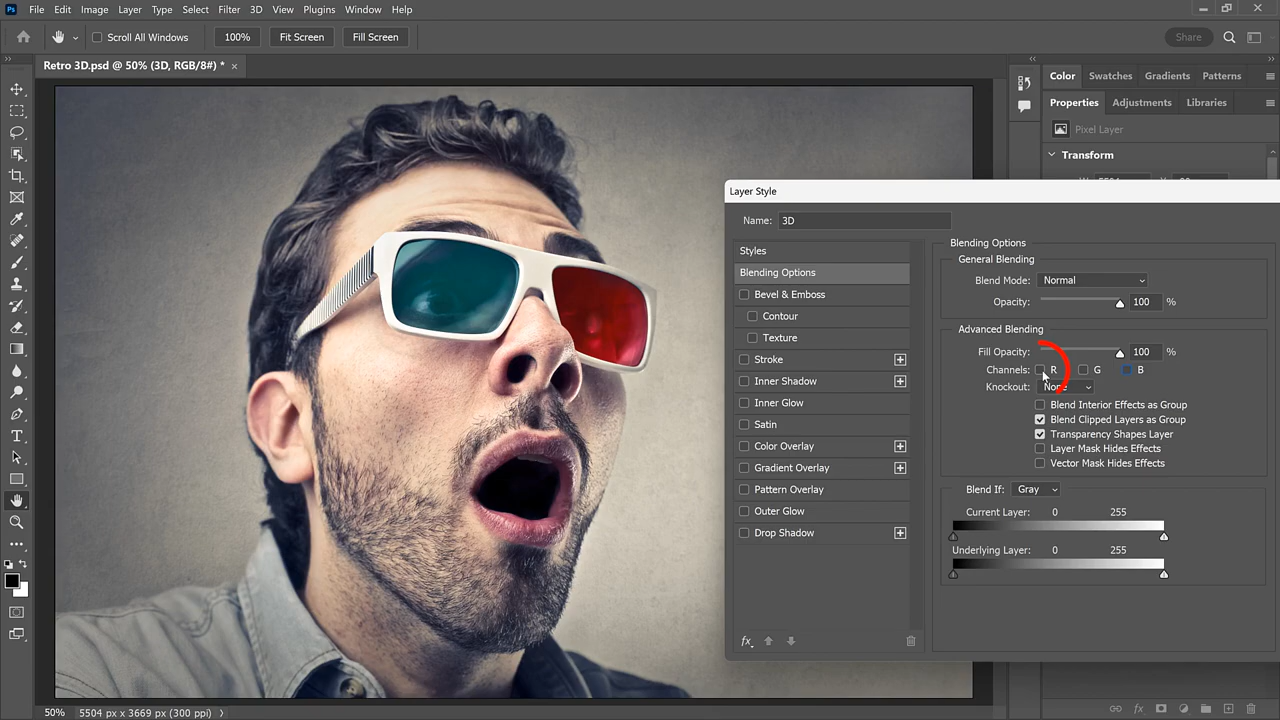 Ps File Edit Image Layer Type Select Filter 3D View Plugins Window Help
Scroll All Windows 100% Fit Screen Fill Screen Share
Retro 3D.psd @ 50% (3D, RGB/8#) * ×
Color Swatches Gradients Patterns
Properties Adjustments Libraries
Pixel Layer
Transform
Layer Style
Name: 3D
Styles
Blending Options
Bevel & Emboss
Contour
Texture
Stroke
Inner Shadow
Inner Glow
Satin
Color Overlay
Gradient Overlay
Pattern Overlay
Outer Glow
Drop Shadow
fx
Blending Options
General Blending
Blend Mode: Normal
Opacity: 100 %
Advanced Blending
Fill Opacity: 100 %
Channels: R G B
Knockout: None
Blend Interior Effects as Group
Blend Clipped Layers as Group
Transparency Shapes Layer
Layer Mask Hides Effects
Vector Mask Hides Effects
Blend If: Gray
Current Layer: 0 255
Underlying Layer: 0 255
50% 5504 px x 3669 px (300 ppi)
fx